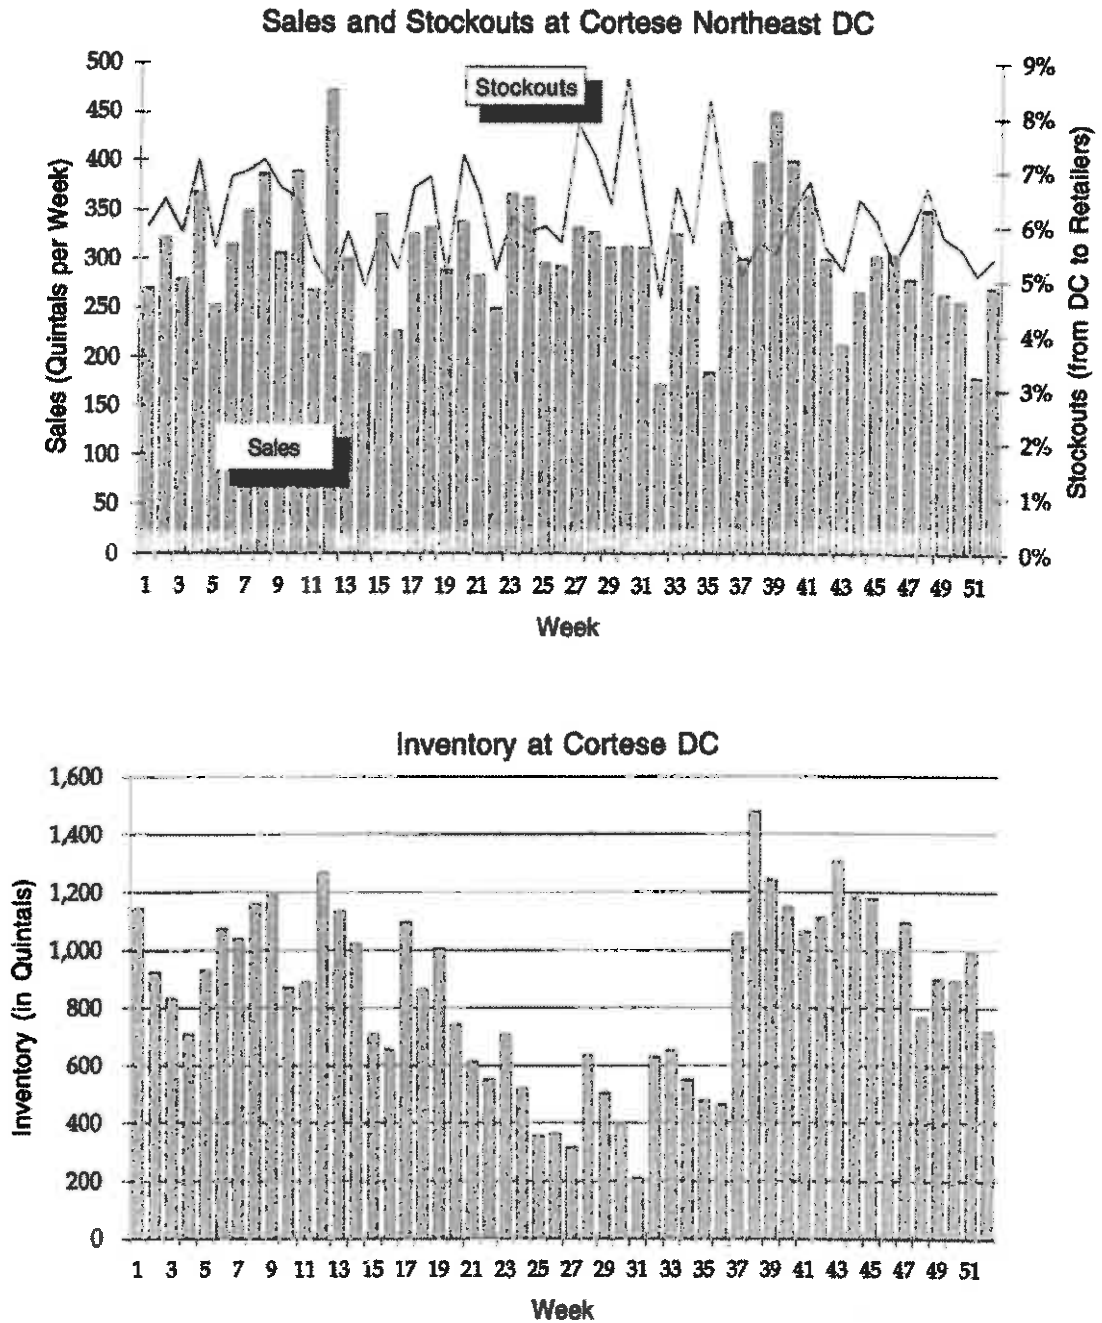 Sales and Stockouts at Cortese Northeast DC
Sales (Quintals per Week)
500
450
400
350
300
250
200
150
100
50
0
Stockouts
Sales
9%
8%
7%
6%
5%
4%
3%
2%
1%
0%
Stockouts (from DC to Retailers)
1 3 5 7 9 11 13 15 17 19 21 23 25 27 29 31 33 35 37 39 41 43 45 47 49 51
Week
Inventory at Cortese DC
Inventory (in Quintals)
1,600
1,400
1,200
1,000
800
600
400
200
0
1 3 5 7 9 11 13 15 17 19 21 23 25 27 29 31 33 35 37 39 41 43 45 47 49 51
Week